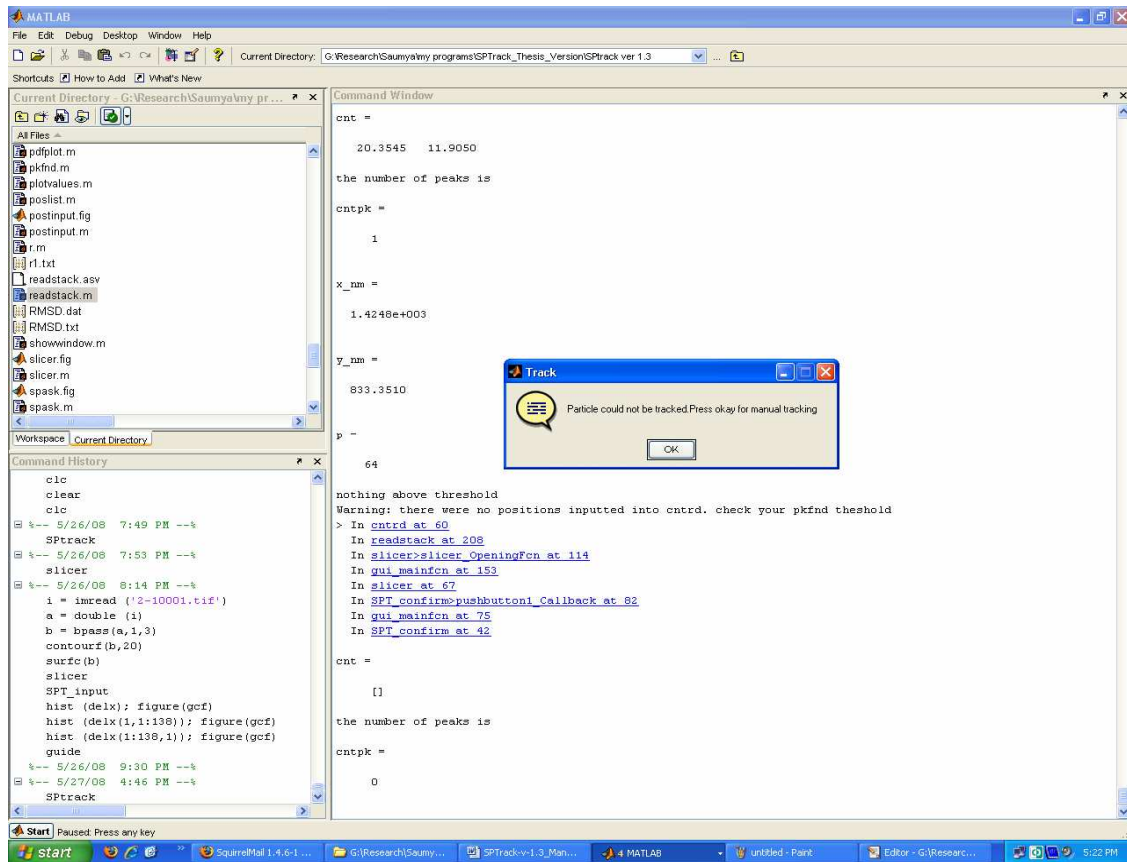 MATLAB
File Edit Debug Desktop Window Help
Current Directory: G:\Research\Saumya\my programs\SPTrack_Thesis_Version\SPtrack ver 1.3
Shortcuts How to Add What's New
Current Directory - G:\Research\Saumya\my pr...
All Files
pdfplot.m
pkfnd.m
plotvalues.m
poslist.m
postinput.fig
postinput.m
r.m
r1.txt
readstack.asv
readstack.m
RMSD.dat
RMSD.txt
showwindow.m
slicer.fig
slicer.m
spask.fig
spask.m
Workspace Current Directory
Command History
clc
clear
clc
%-- 5/26/08 7:49 PM --%
SPtrack
%-- 5/26/08 7:53 PM --%
slicer
%-- 5/26/08 8:14 PM --%
i = imread ('2-10001.tif')
a = double (i)
b = bpass(a,1,3)
contourf(b,20)
surfc(b)
slicer
SPT_input
hist (delx); figure(gcf)
hist (delx(1,1:138)); figure(gcf)
hist (delx(1:138,1)); figure(gcf)
guide
%-- 5/26/08 9:30 PM --%
%-- 5/27/08 4:46 PM --%
SPtrack
Command Window
cnt =
20.3545 11.9050
the number of peaks is
cntpk =
1
x_nm =
1.4248e+003
y_nm =
833.3510
p =
64
nothing above threshold
Warning: there were no positions inputted into cntrd. check your pkfnd theshold
> In cntrd at 60
In readstack at 208
In slicer>slicer_OpeningFcn at 114
In gui_mainfcn at 153
In slicer at 67
In SPT_confirm>pushbutton1_Callback at 82
In gui_mainfcn at 75
In SPT_confirm at 42
cnt =
[]
the number of peaks is
cntpk =
0
Track
Particle could not be tracked.Press okay for manual tracking
OK
Start Paused: Press any key
start SquirrelMail 1.4.6-1 ... G:\Research\Saumy... SPTrack-v-1.3_Man... 4 MATLAB untitled - Paint Editor - G:\Researc... 5:22 PM